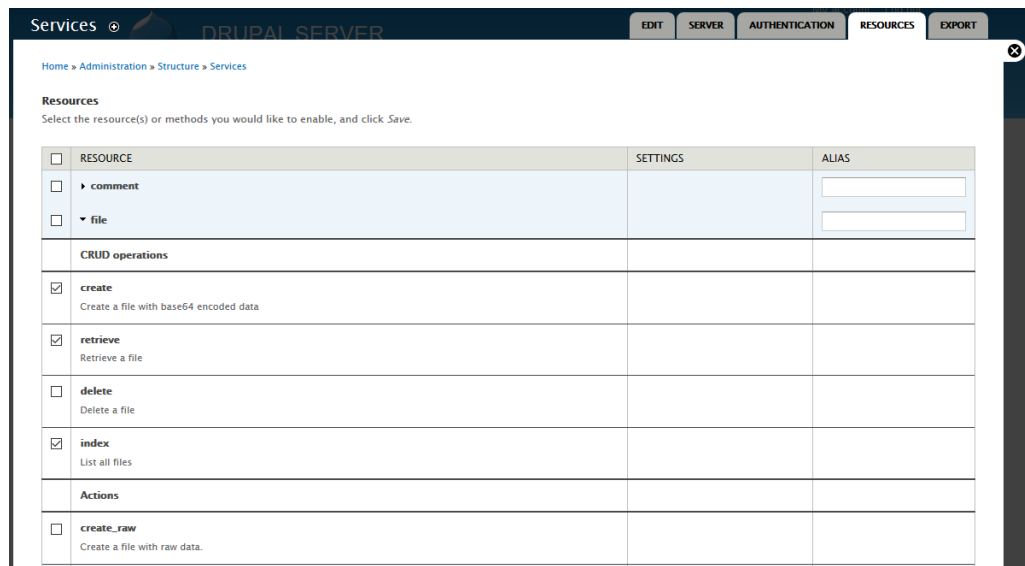 Services
DRUPAL SERVER
EDIT SERVER AUTHENTICATION RESOURCES EXPORT
Home » Administration » Structure » Services
Resources
Select the resource(s) or methods you would like to enable, and click Save.
RESOURCE SETTINGS ALIAS
comment
file
CRUD operations
create
Create a file with base64 encoded data
retrieve
Retrieve a file
delete
Delete a file
index
List all files
Actions
create_raw
Create a file with raw data.